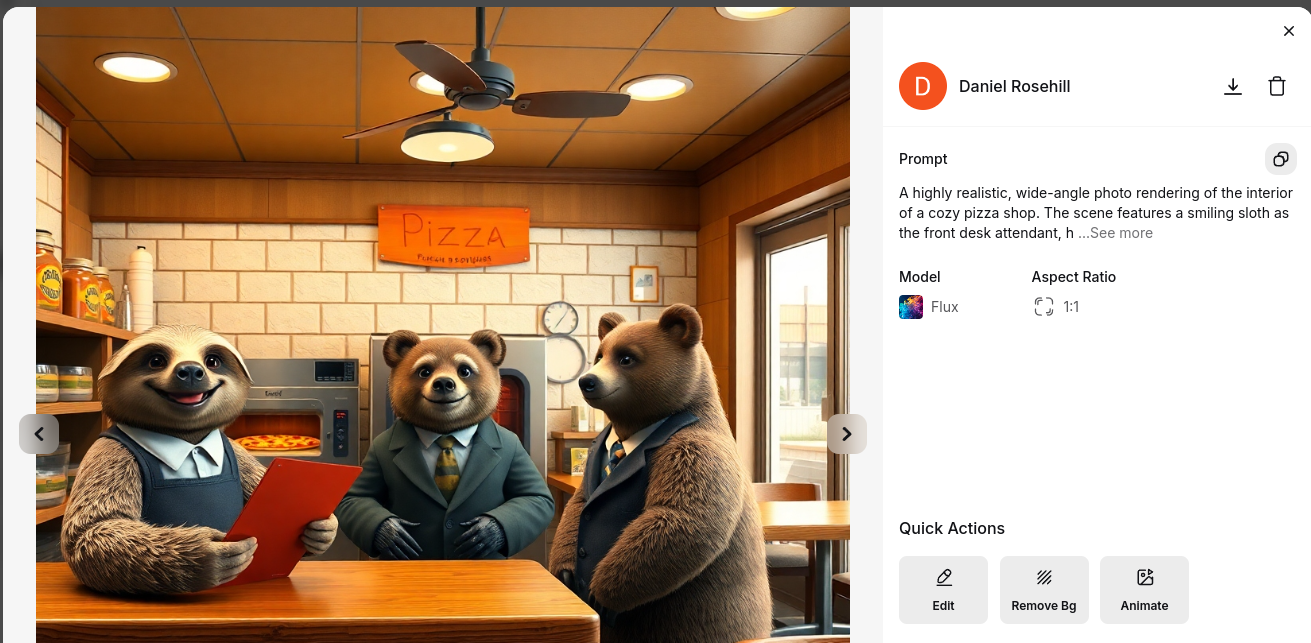 Daniel Rosehill
D
Prompt
A highly realistic, wide-angle photo rendering of the interior
of a cozy pizza shop. The scene features a smiling sloth as
the front desk attendant, h ...See more
Model
Aspect Ratio
Flux
1:1
Quick Actions
Edit
Remove Bg
Animate
Pizza